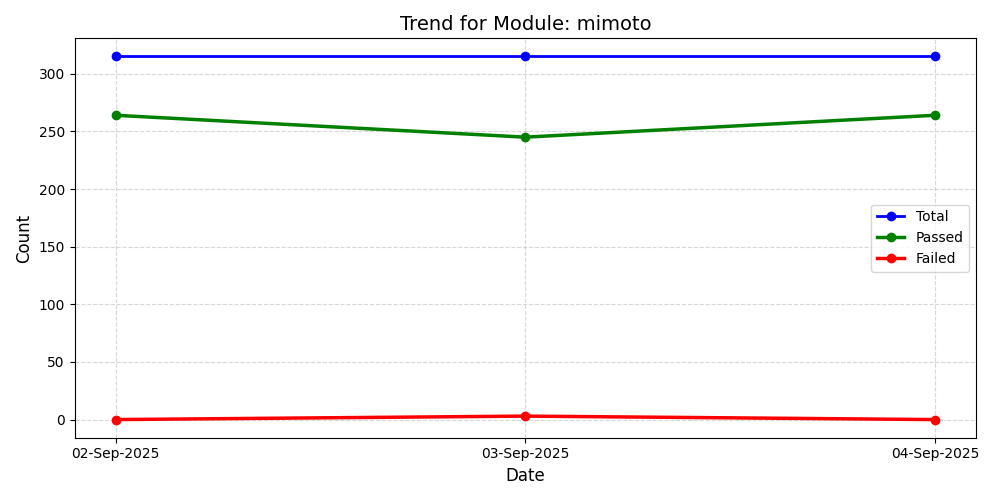 Trend for Module: mimoto
Count
300
250
200
150
100
50
0
Total
Passed
Failed
02-Sep-2025
03-Sep-2025
04-Sep-2025
Date